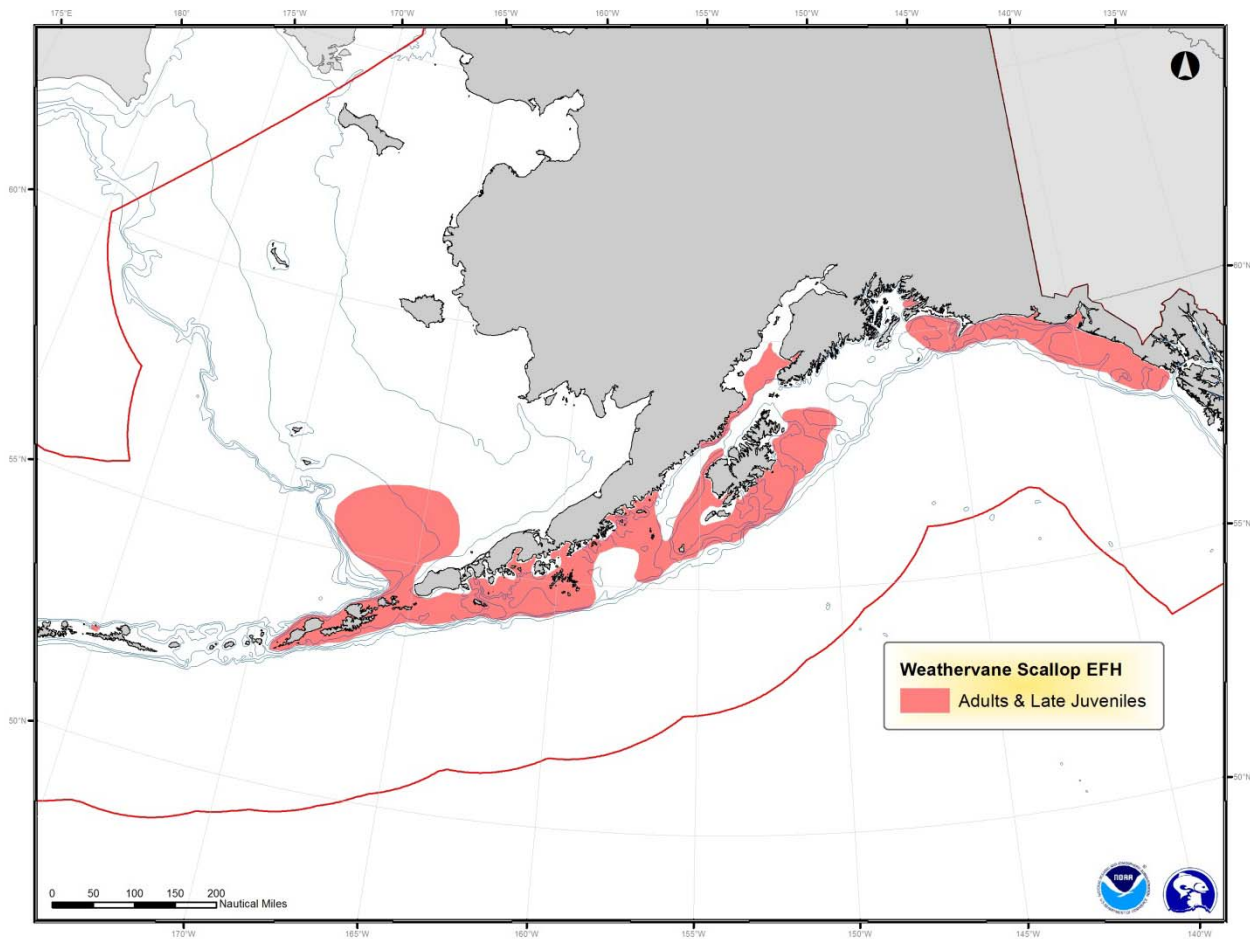 175°E 180° 175°W 170°W 165°W 160°W 155°W 150°W 145°W 140°W 135°W
60°N
60°N
55°N
55°N
Weathervane Scallop EFH
Adults & Late Juveniles
50°N
50°N
0 50 100 150 200
Nautical Miles
NOAA
170°W 165°W 160°W 155°W 150°W 145°W 140°W